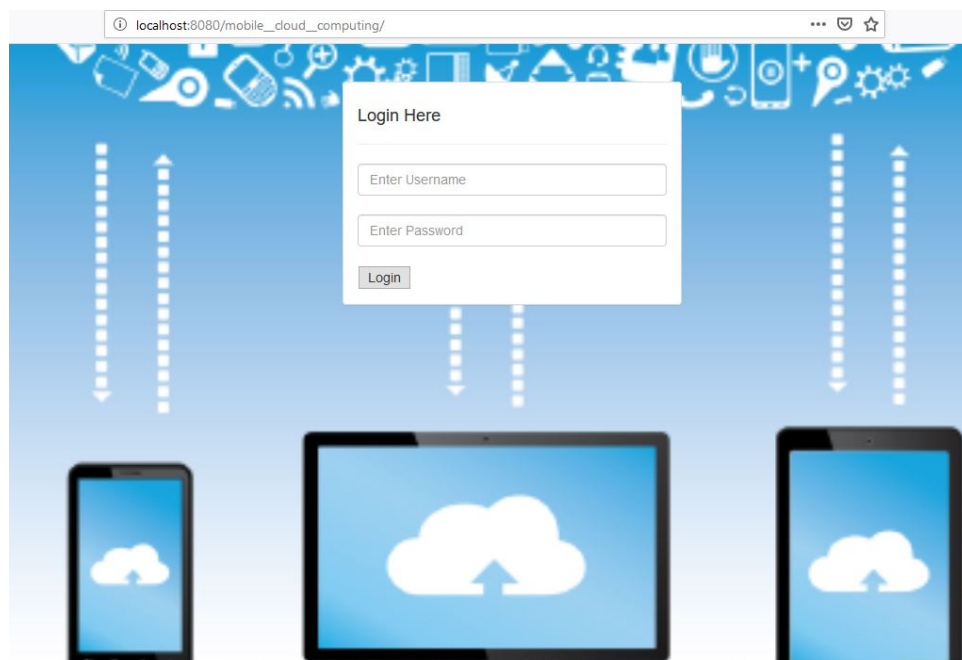 localhost:8080/mobile__cloud__computing/
Login Here
Enter Username
Enter Password
Login